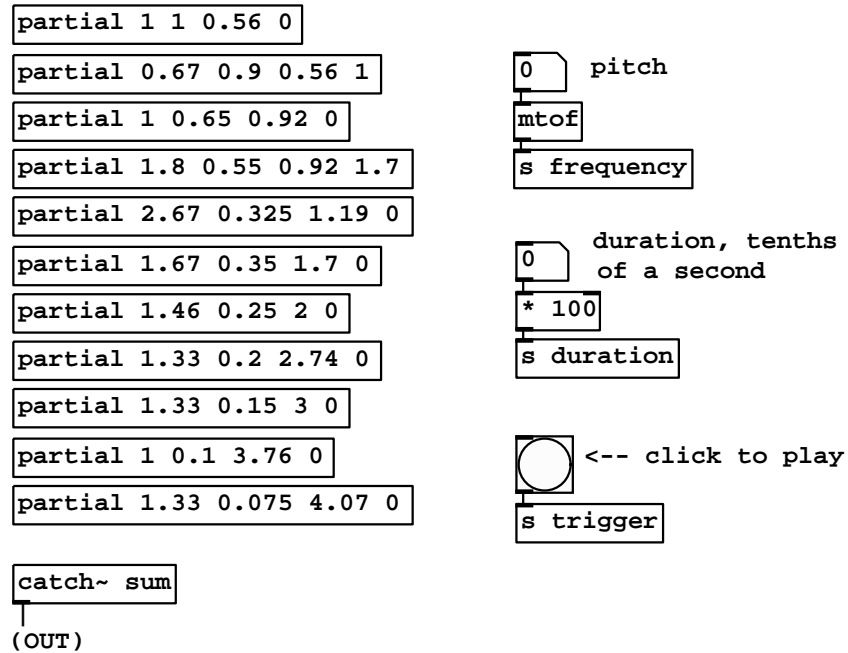 partial 1 1 0.56 0
partial 0.67 0.9 0.56 1
partial 1 0.65 0.92 0
partial 1.8 0.55 0.92 1.7
partial 2.67 0.325 1.19 0
partial 1.67 0.35 1.7 0
partial 1.46 0.25 2 0
partial 1.33 0.2 2.74 0
partial 1.33 0.15 3 0
partial 1 0.1 3.76 0
partial 1.33 0.075 4.07 0
catch~ sum
(OUT)
0 pitch
mtof
s frequency
duration, tenths
0 of a second
* 100
s duration
<-- click to play
s trigger